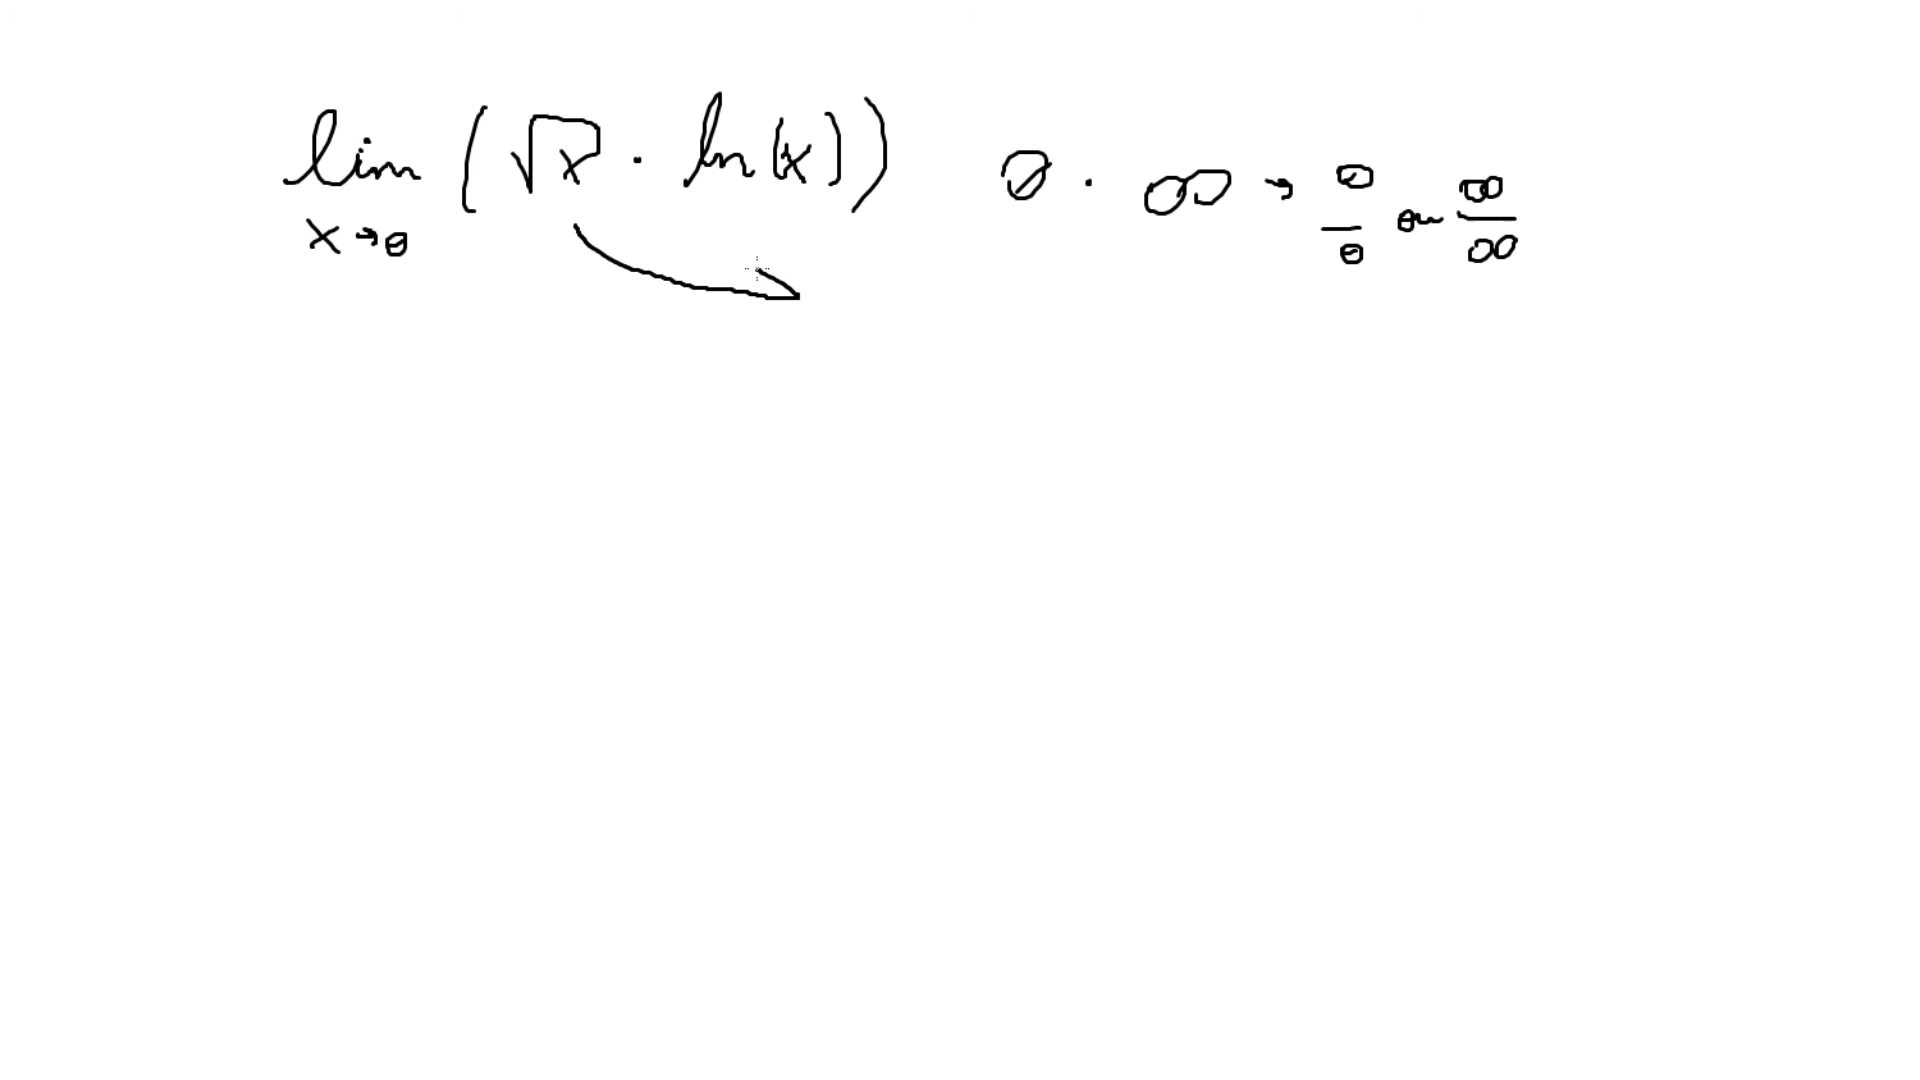 lim (√x · ln(x)) 0 · ∞ → 0/0 ou ∞/∞
x→0